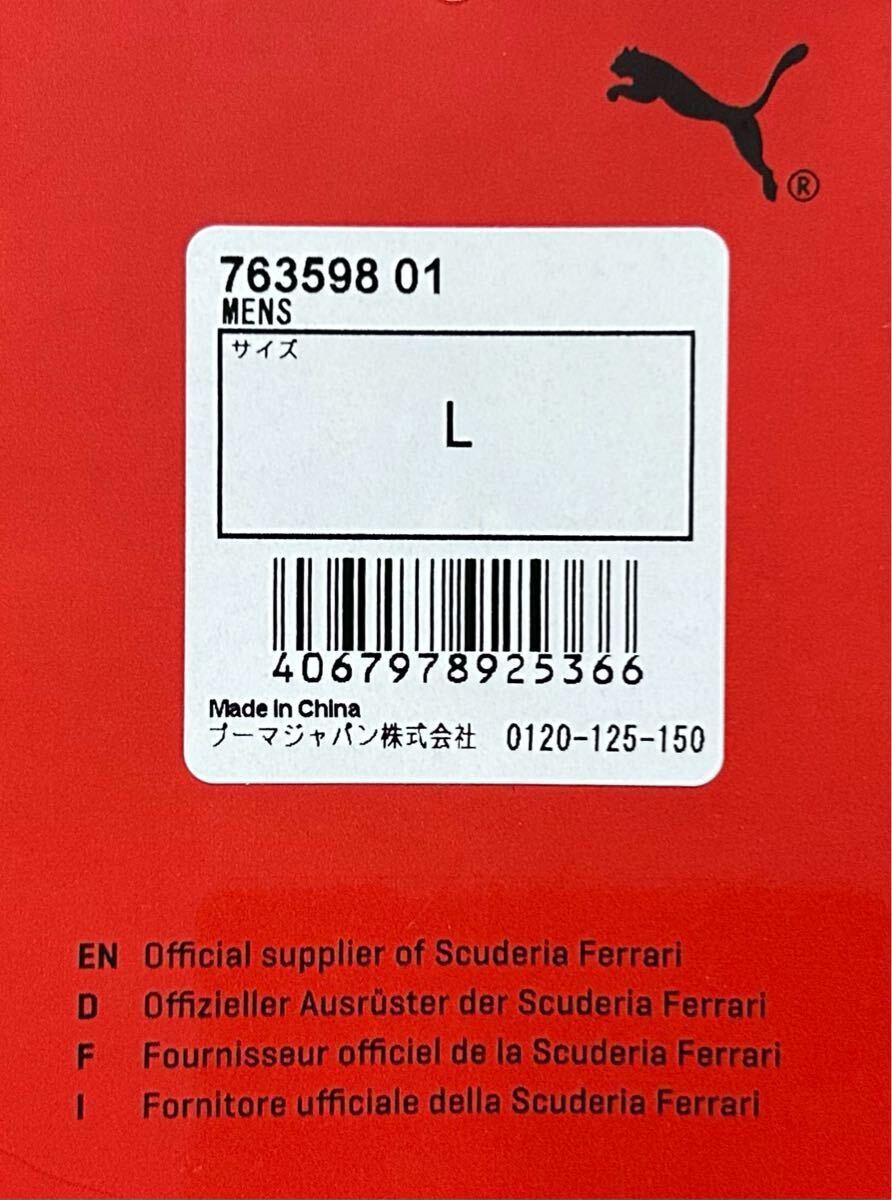 ®
763598 01
MENS
サイズ
L
4067978925366
Made in China
プーマジャパン株式会社 0120-125-150
EN Official supplier of Scuderia Ferrari
D Offizieller Ausrüster der Scuderia Ferrari
F Fournisseur officiel de la Scuderia Ferrari
I Fornitore ufficiale della Scuderia Ferrari